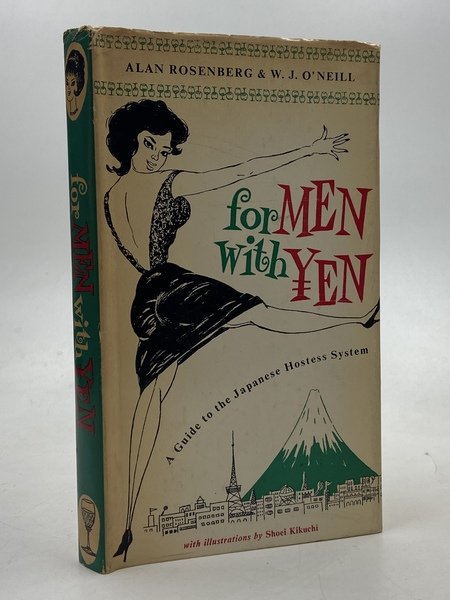 ALAN ROSENBERG & W. J. O'NEILL
for MEN
with YEN
A Guide to the Japanese Hostess System
with illustrations by Shoei Kikuchi
for MEN with YEN